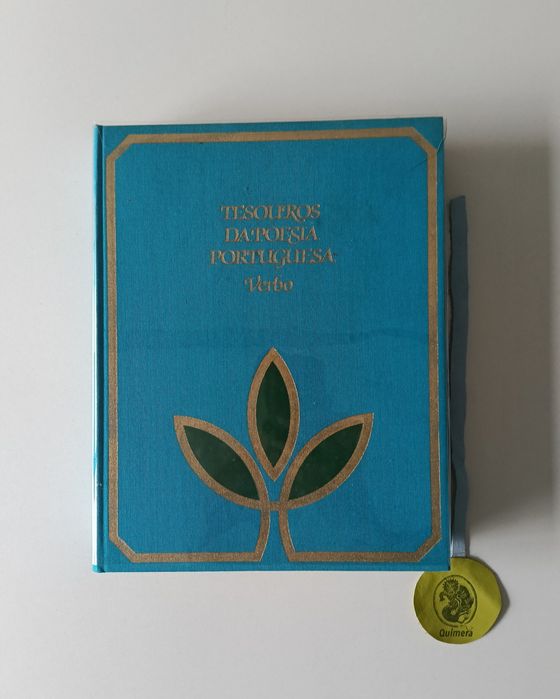 TESOUROS
DA POESIA
PORTUGUESA
Verbo
Quimera